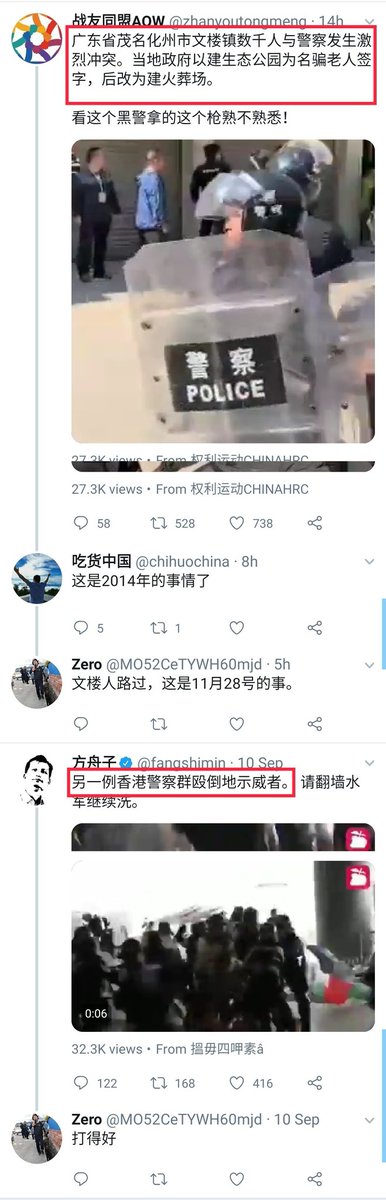 战友同盟AOW @zhanyoutongmeng · 14h
广东省茂名化州市文楼镇数千人与警察发生激
烈冲突。当地政府以建生态公园为名骗老人签
字，后改为建火葬场。
看这个黑警拿的这个枪熟不熟悉！
警察
警察
POLICE
27.3K views · From 权利运动CHINAHRC
27.3K views · From 权利运动CHINAHRC
58 528 738
吃货中国 @chihuochina · 8h
这是2014年的事情了
5 1
Zero @MO52CeTYWH60mjd · 5h
文楼人路过，这是11月28号的事。
方舟子 @fangshimin · 10 Sep
另一例香港警察群殴倒地示威者。请翻墙水
军继续洗。
0:06
32.3K views · From 搵毋四呷素â
122 168 416
Zero @MO52CeTYWH60mjd · 10 Sep
打得好